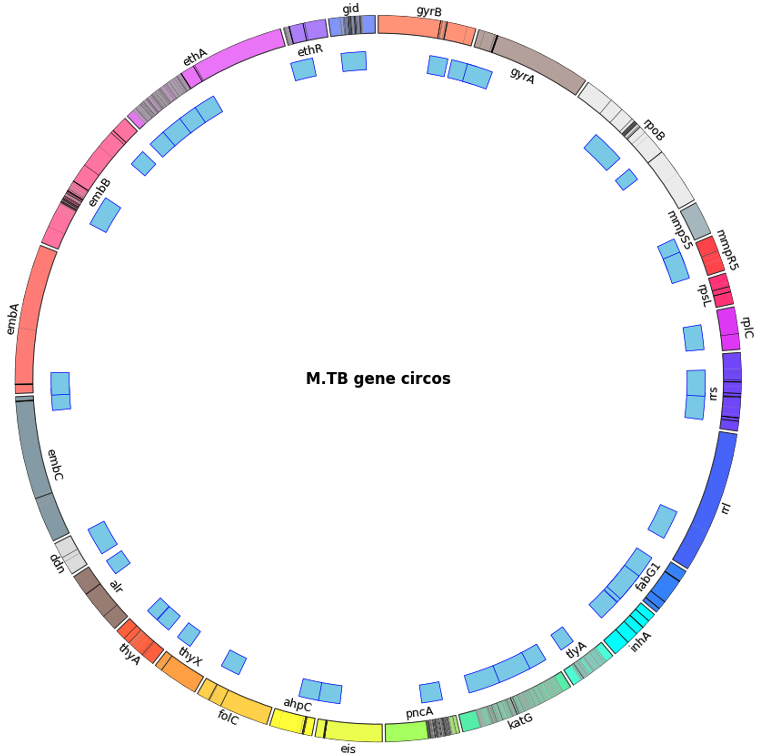 gid
gyrB
gyrA
rpoB
mmpS5
mmpR5
rpsL
rplC
rrs
rrl
fabG1
inhA
tlyA
katG
pncA
eis
ahpC
folC
thyX
thyA
alr
ddn
embC
embA
embB
ethA
ethR
M.TB gene circos